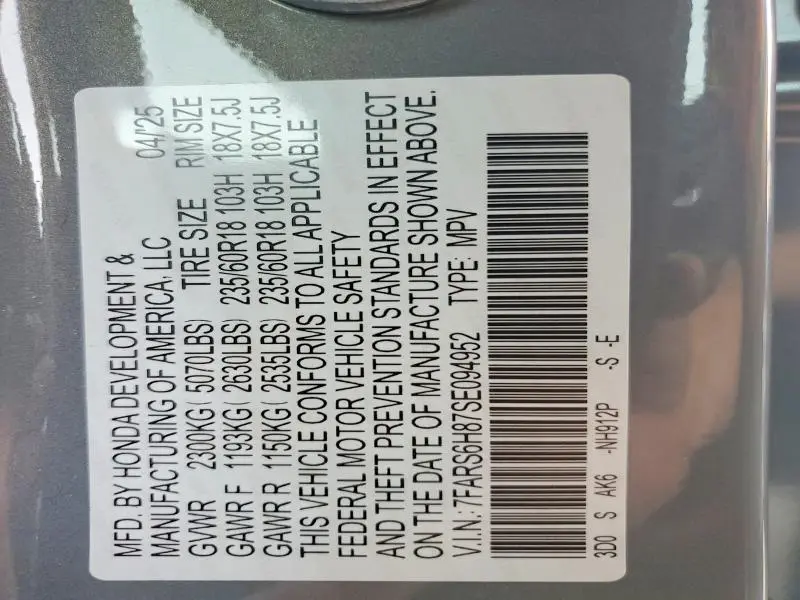 MFD. BY HONDA DEVELOPMENT & 04/'25
MANUFACTURING OF AMERICA, LLC
GVWR 2300KG ( 5070LBS) TIRE SIZE RIM SIZE
GAWR F 1193KG ( 2630LBS) 235/60R18 103H 18X7.5J
GAWR R 1150KG ( 2535LBS) 235/60R18 103H 18X7.5J
THIS VEHICLE CONFORMS TO ALL APPLICABLE
FEDERAL MOTOR VEHICLE SAFETY
AND THEFT PREVENTION STANDARDS IN EFFECT
ON THE DATE OF MANUFACTURE SHOWN ABOVE.
V.I.N.: 7FARS6H87SE094952 TYPE: MPV
3D0 S AK6 -NH912P -S -E